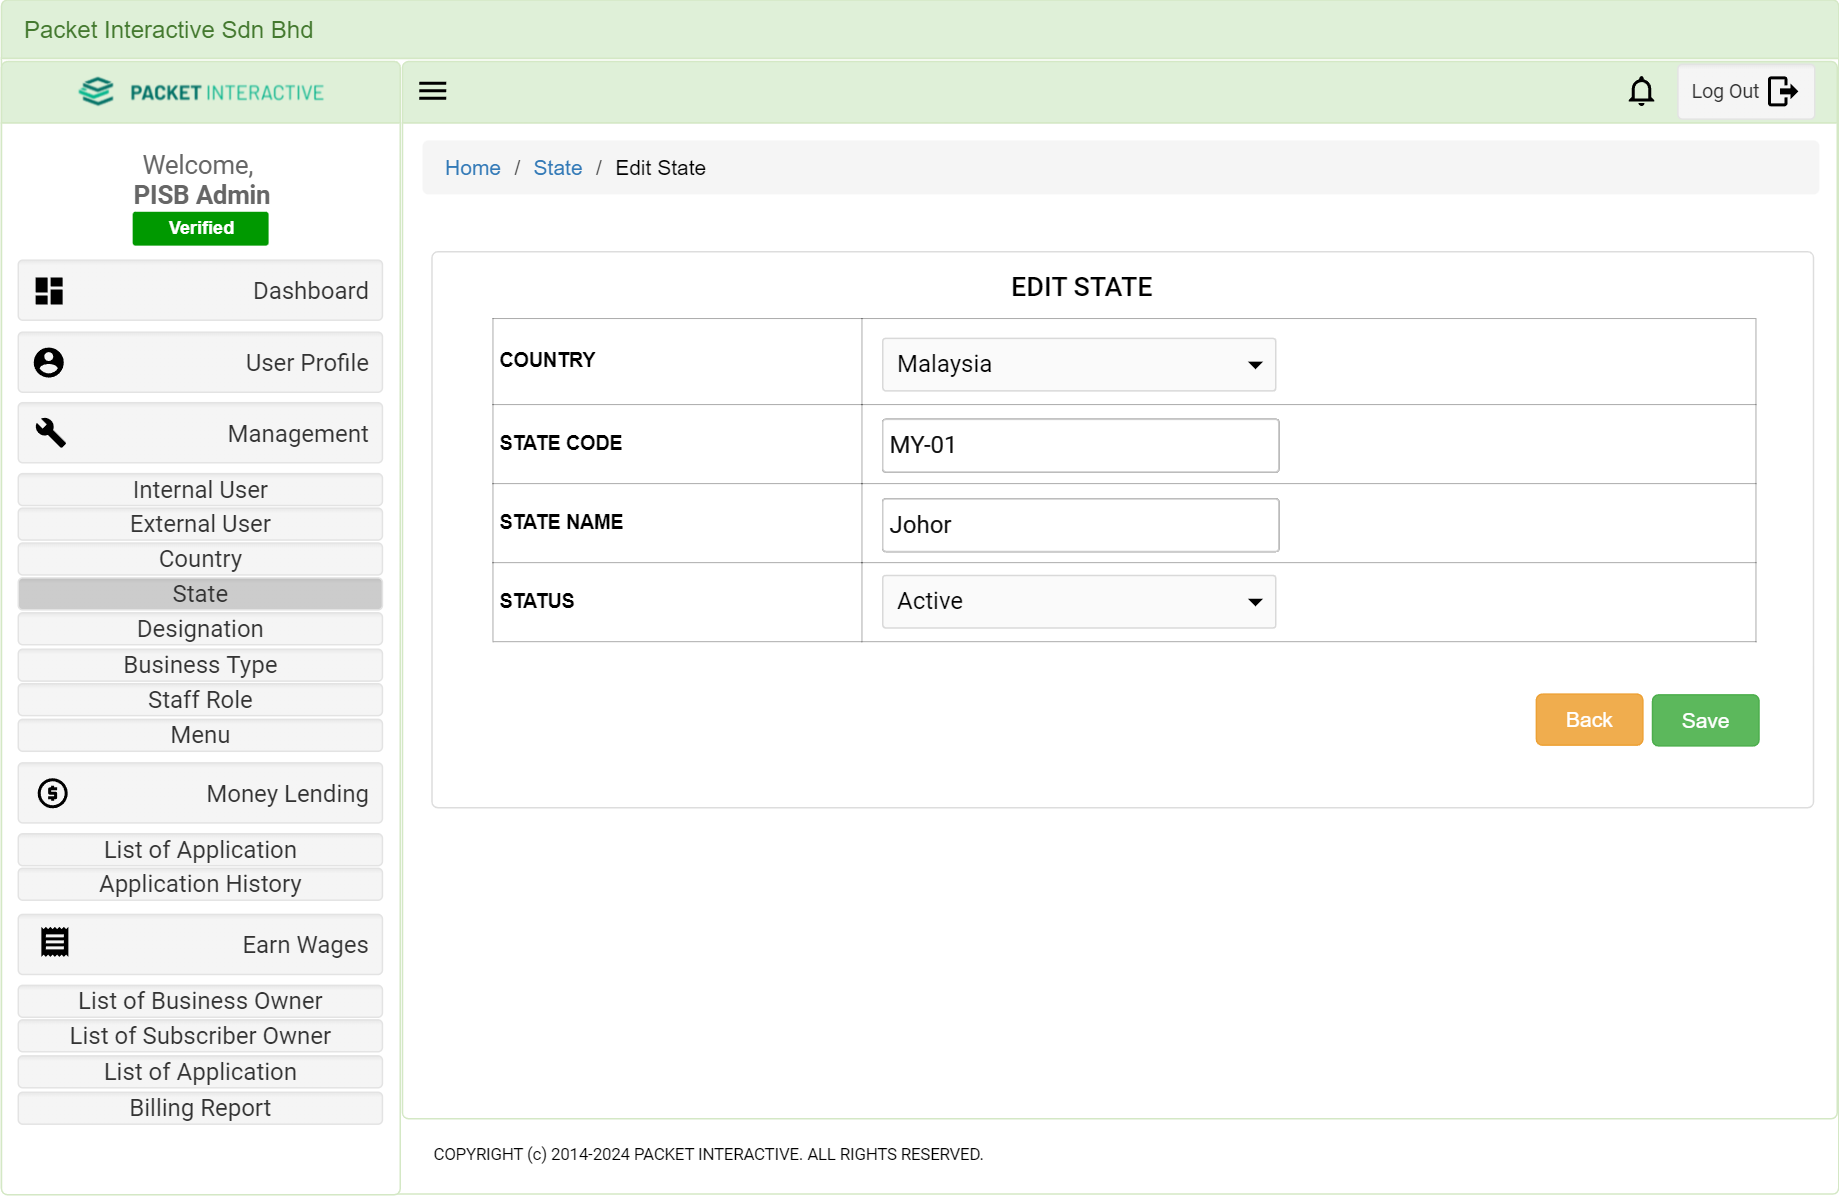 Packet Interactive Sdn Bhd
PACKET INTERACTIVE
Log Out
Welcome,
PISB Admin
Verified
Dashboard
User Profile
Management
Internal User
External User
Country
State
Designation
Business Type
Staff Role
Menu
Money Lending
List of Application
Application History
Earn Wages
List of Business Owner
List of Subscriber Owner
List of Application
Billing Report
Home / State / Edit State
EDIT STATE
COUNTRY Malaysia
STATE CODE MY-01
STATE NAME Johor
STATUS Active
Back Save
COPYRIGHT (c) 2014-2024 PACKET INTERACTIVE. ALL RIGHTS RESERVED.